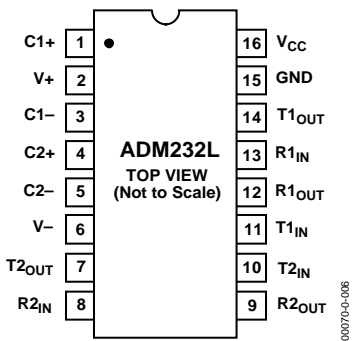 C1+ 1 16 VCC
V+ 2 15 GND
C1– 3 14 T1OUT
C2+ 4 ADM232L 13 R1IN
TOP VIEW
C2– 5 (Not to Scale) 12 R1OUT
V– 6 11 T1IN
T2OUT 7 10 T2IN
R2IN 8 9 R2OUT
00070-0-006